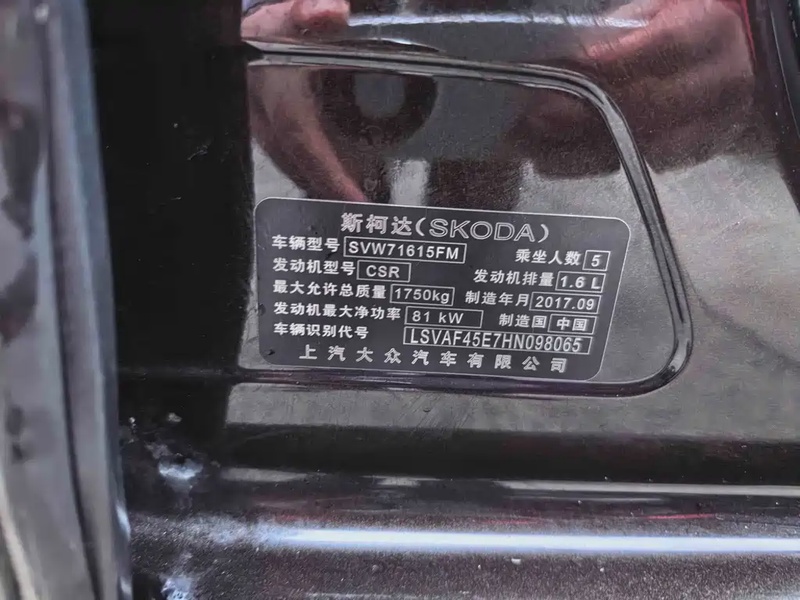 斯柯达(SKODA)
车辆型号 SVW71615FM 乘坐人数 5
发动机型号 CSR 发动机排量 1.6 L
最大允许总质量 1750kg 制造年月 2017.09
发动机最大净功率 81 kW 制造国 中国
车辆识别代号 LSVAF45E7HN098065
上汽大众汽车有限公司